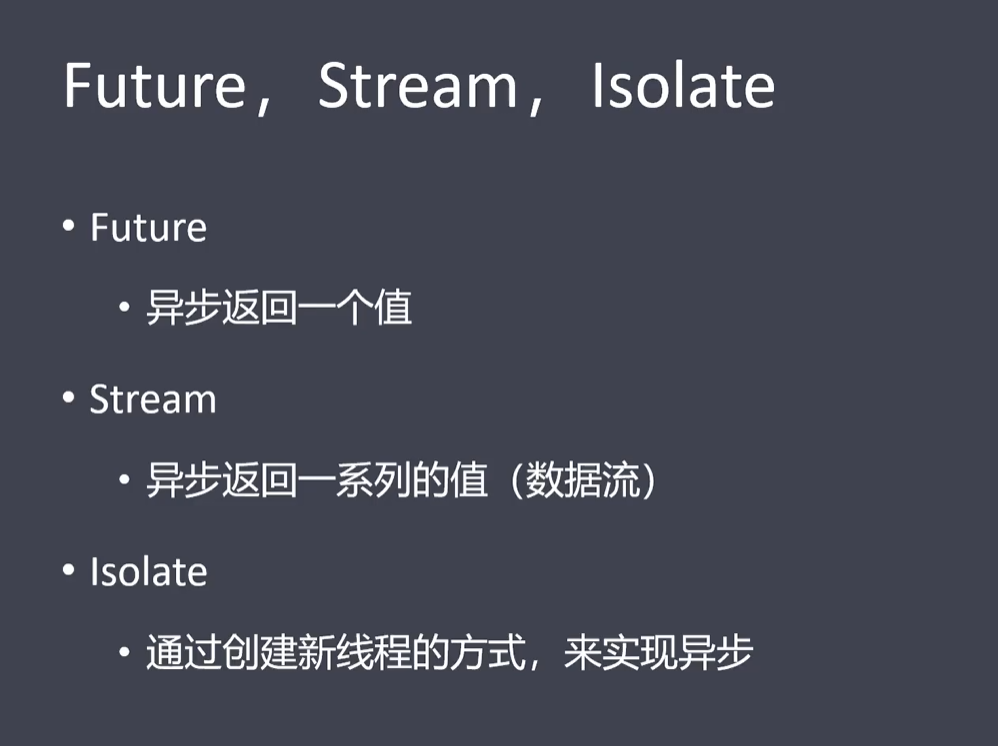 Future， Stream， Isolate
• Future
• 异步返回一个值
• Stream
• 异步返回一系列的值（数据流）
• Isolate
• 通过创建新线程的方式，来实现异步